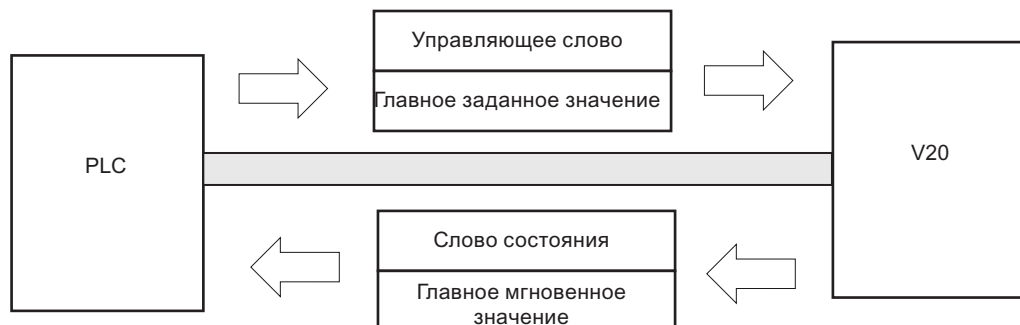 Управляющее слово
Главное заданное значение
PLC
V20
Слово состояния
Главное мгновенное
значение